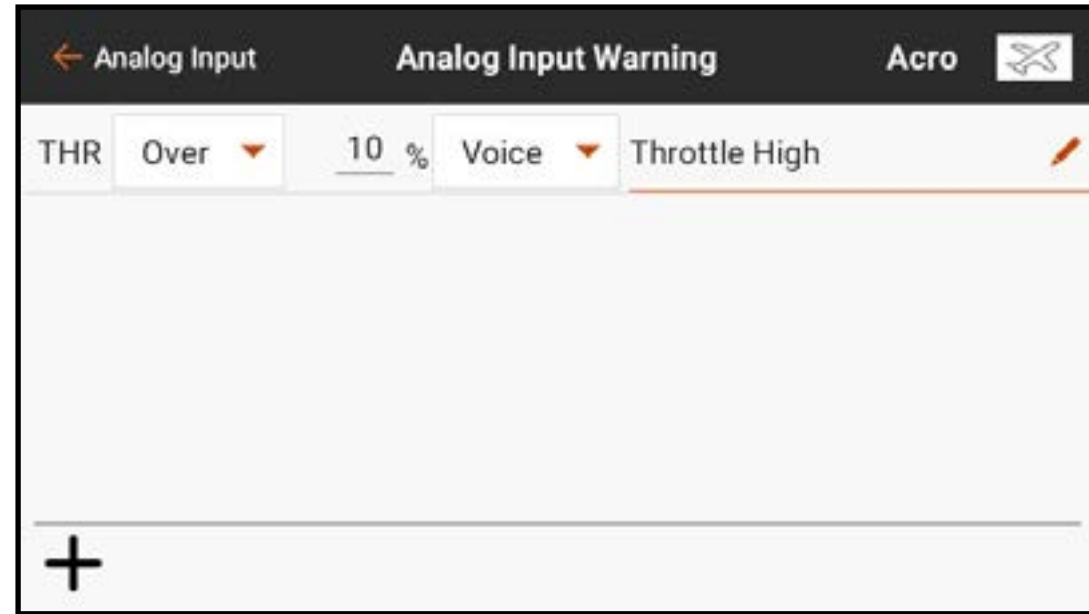 Analog Input Analog Input Warning Acro
THR Over 10 % Voice Throttle High